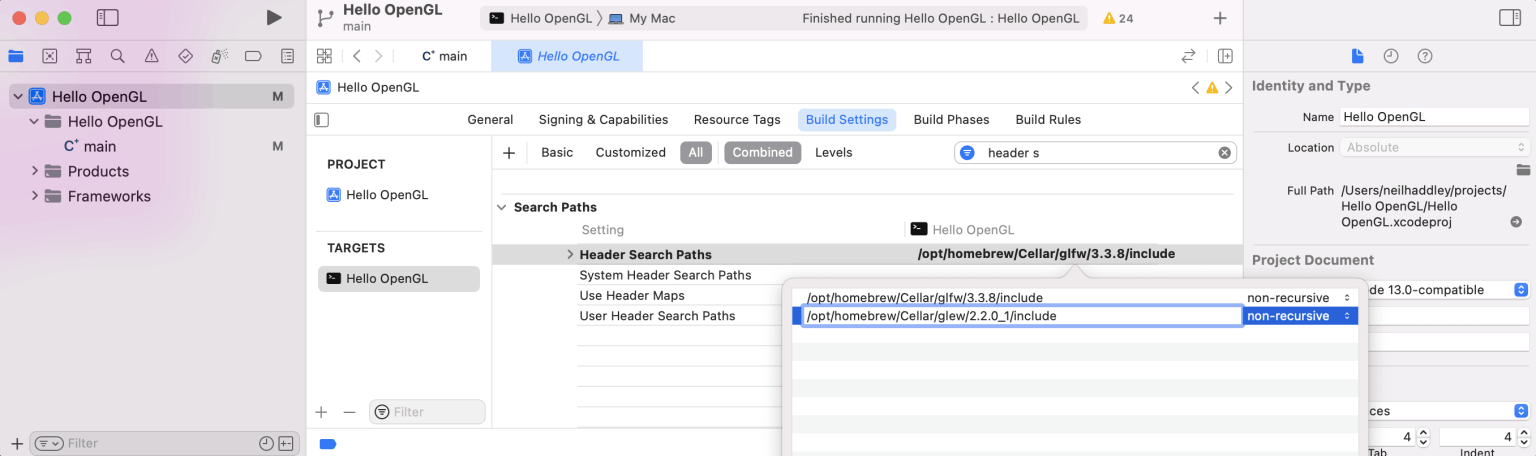 Hello OpenGL
main
Hello OpenGL 〉 My Mac
Finished running Hello OpenGL : Hello OpenGL
24
C+ main
Hello OpenGL
Hello OpenGL M
Hello OpenGL
C+ main M
Products
Frameworks
Filter
Hello OpenGL
General Signing & Capabilities Resource Tags Build Settings Build Phases Build Rules
PROJECT
Hello OpenGL
TARGETS
Hello OpenGL
Filter
Basic Customized All Combined Levels header s
Search Paths
Setting Hello OpenGL
Header Search Paths /opt/homebrew/Cellar/glfw/3.3.8/include
System Header Search Paths
Use Header Maps
User Header Search Paths
/opt/homebrew/Cellar/glfw/3.3.8/include non-recursive
/opt/homebrew/Cellar/glew/2.2.0_1/include non-recursive
Identity and Type
Name Hello OpenGL
Location Absolute
Full Path /Users/neilhaddley/projects/
Hello OpenGL/Hello
OpenGL.xcodeproj
Project Document
de 13.0-compatible
ces
4 4
Tab Indent